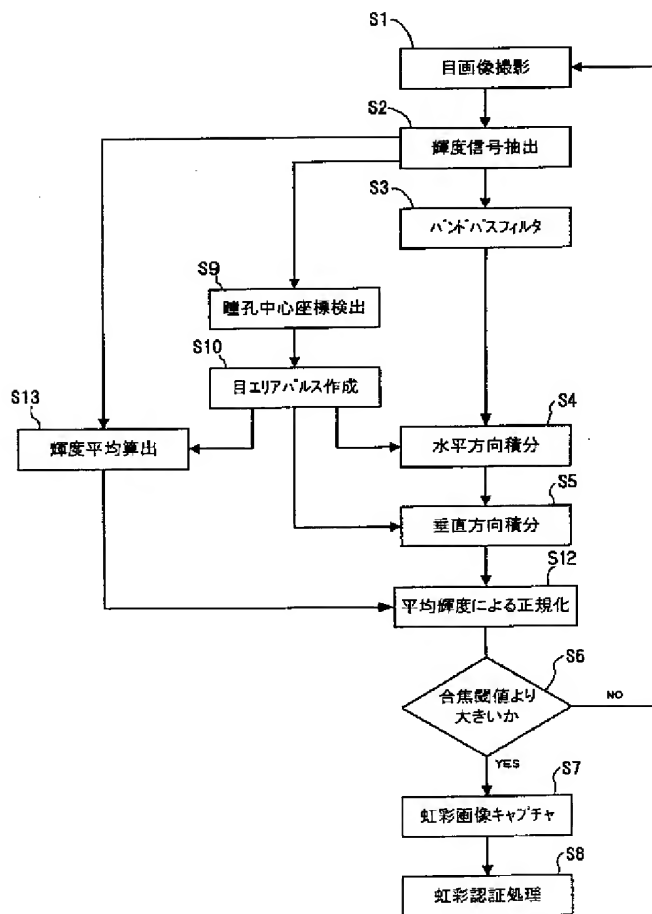 S1
目画像撮影
S2
輝度信号抽出
S3
バンドパスフィルタ
S9
瞳孔中心座標検出
S10
目エリアパルス作成
S13
輝度平均算出
S4
水平方向積分
S5
垂直方向積分
S12
平均輝度による正規化
S6
合焦閾値より
大きいか
NO
YES
S7
虹彩画像キャプチャ
S8
虹彩認証処理